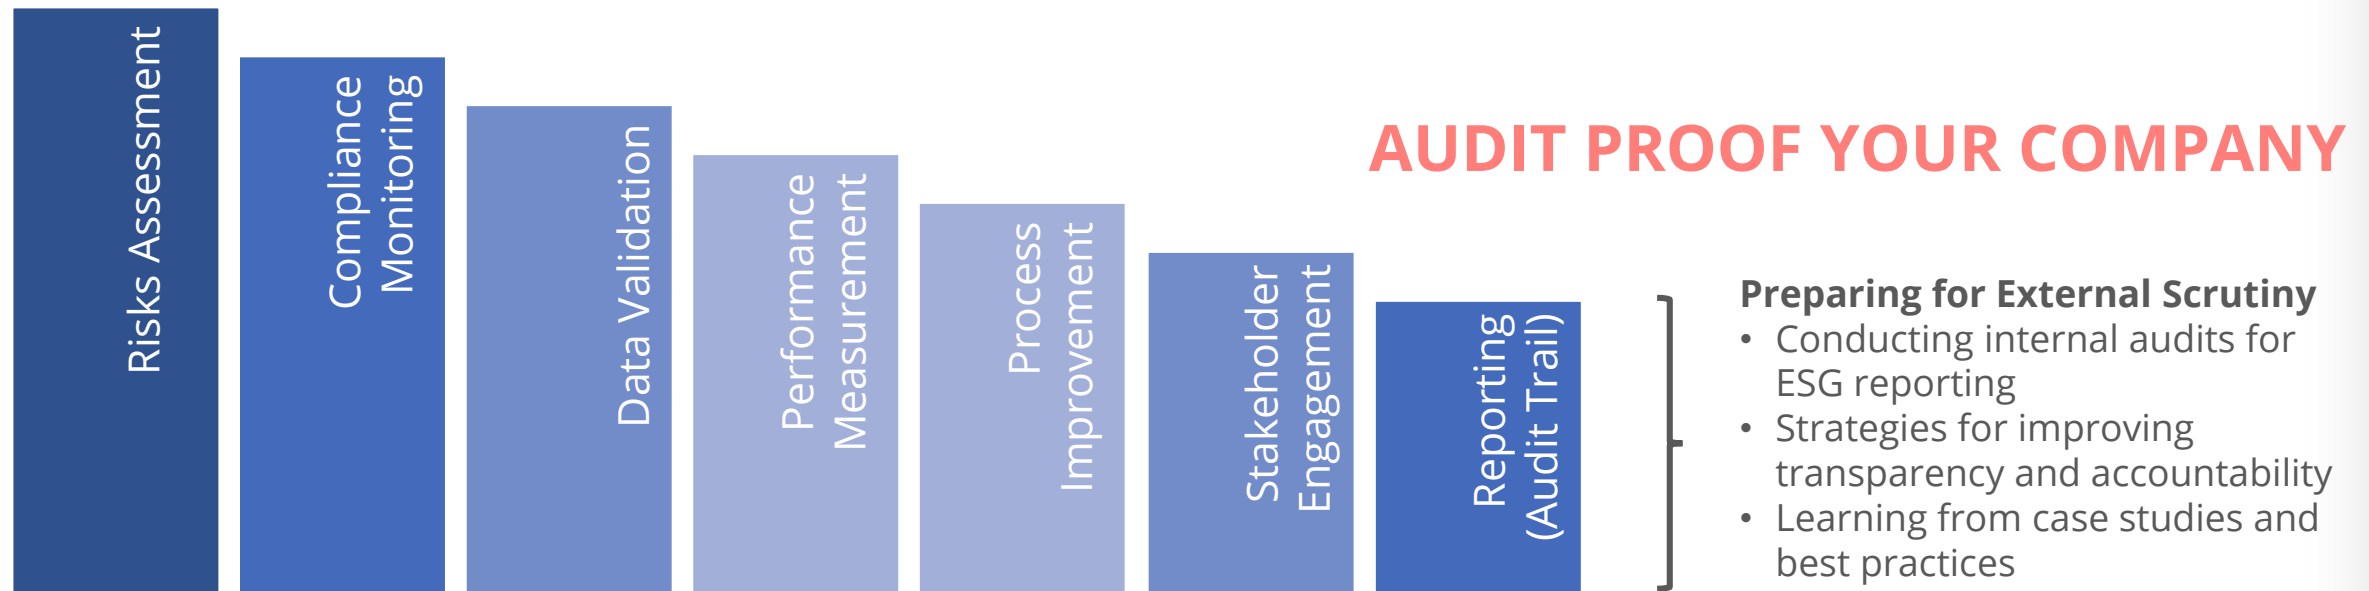 Risks Assessment
Compliance
Monitoring
Data Validation
Performance
Measurement
Process
Improvement
Stakeholder
Engagement
Reporting
(Audit Trail)
AUDIT PROOF YOUR COMPANY
Preparing for External Scrutiny
• Conducting internal audits for
ESG reporting
• Strategies for improving
transparency and accountability
• Learning from case studies and
best practices